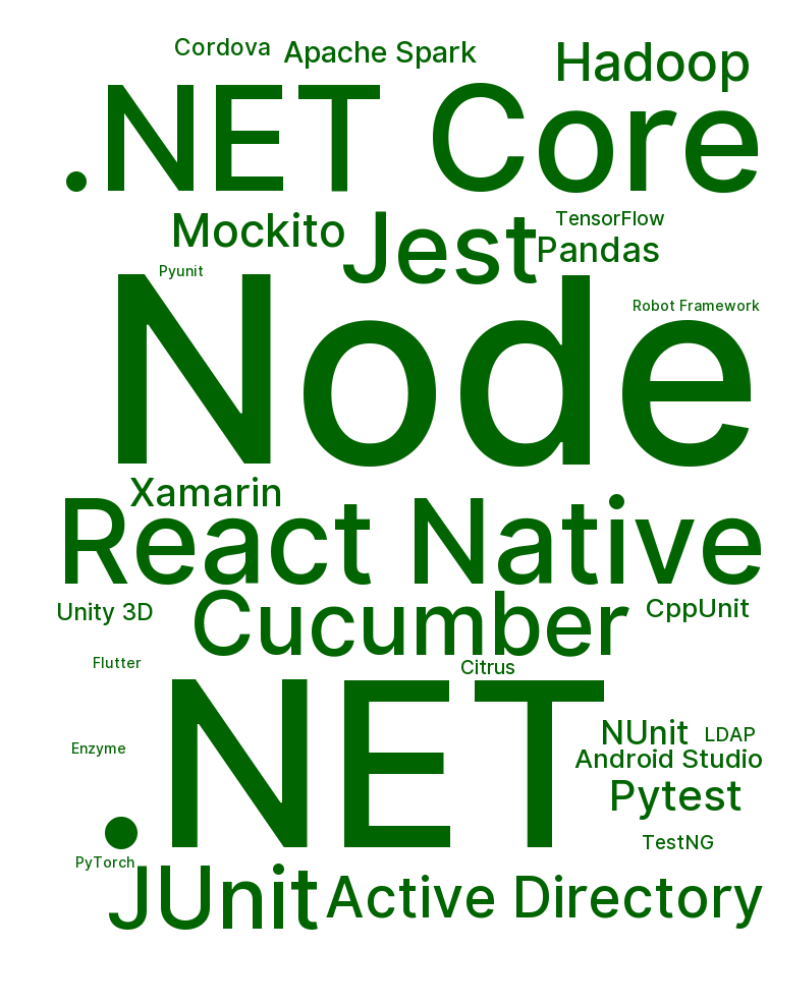 Cordova
Apache Spark
Hadoop
.NET Core
Mockito
Jest
TensorFlow
Pandas
Pyunit
Node
Robot Framework
Xamarin
React Native
Unity 3D
Cucumber
CppUnit
Flutter
Citrus
.NET
NUnit
LDAP
Enzyme
Android Studio
Pytest
TestNG
PyTorch
JUnit
Active Directory